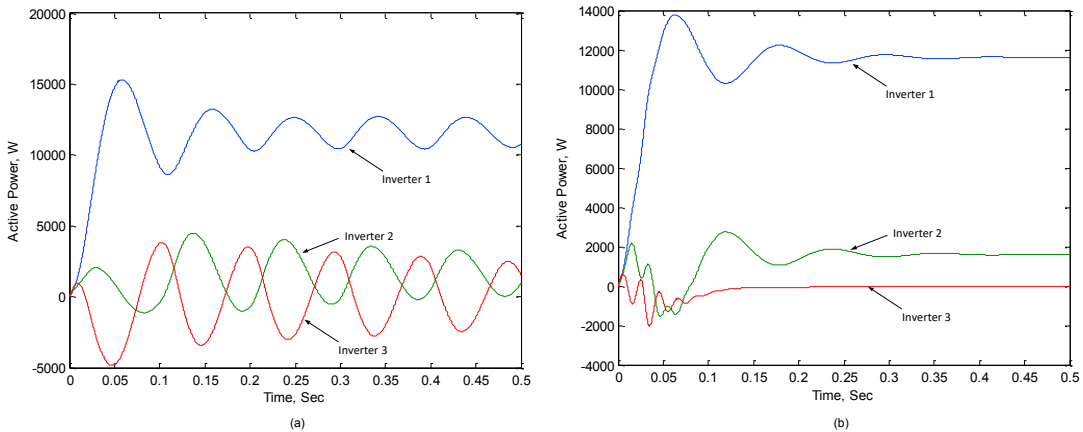 20000
15000
10000
5000
0
-5000
Active Power, W
0 0.05 0.1 0.15 0.2 0.25 0.3 0.35 0.4 0.45 0.5
Time, Sec
Inverter 1
Inverter 2
Inverter 3
(a)
14000
12000
10000
8000
6000
4000
2000
0
-2000
-4000
Active Power, W
0 0.05 0.1 0.15 0.2 0.25 0.3 0.35 0.4 0.45 0.5
Time, Sec
Inverter 1
Inverter 2
Inverter 3
(b)